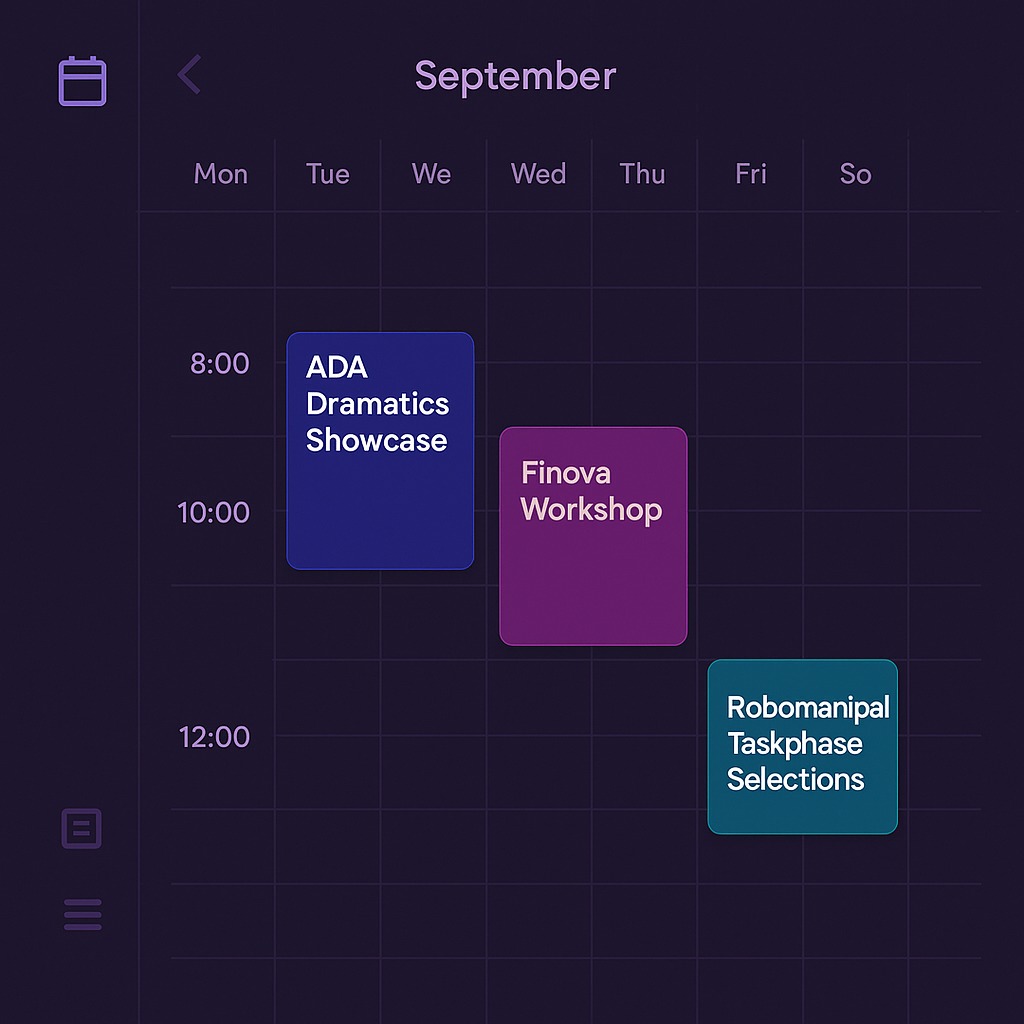 September
Mon Tue We Wed Thu Fri So
8:00
ADA
Dramatics
Showcase
Finova
Workshop
10:00
Robomanipal
Taskphase
Selections
12:00